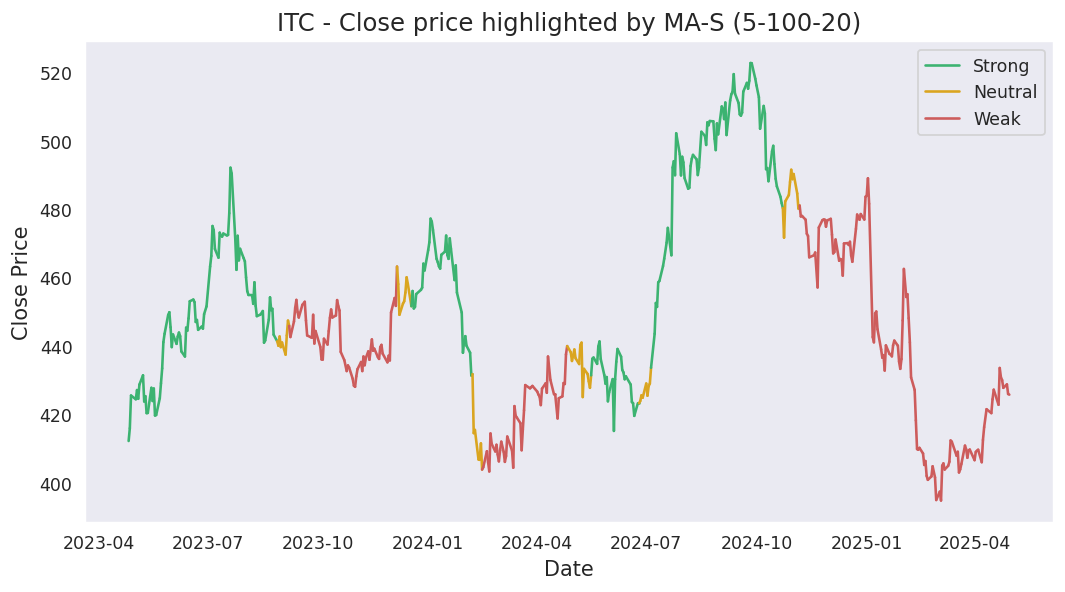 ITC - Close price highlighted by MA-S (5-100-20)
Strong
Neutral
Weak
Close Price
520
500
480
460
440
420
400
2023-04 2023-07 2023-10 2024-01 2024-04 2024-07 2024-10 2025-01 2025-04
Date